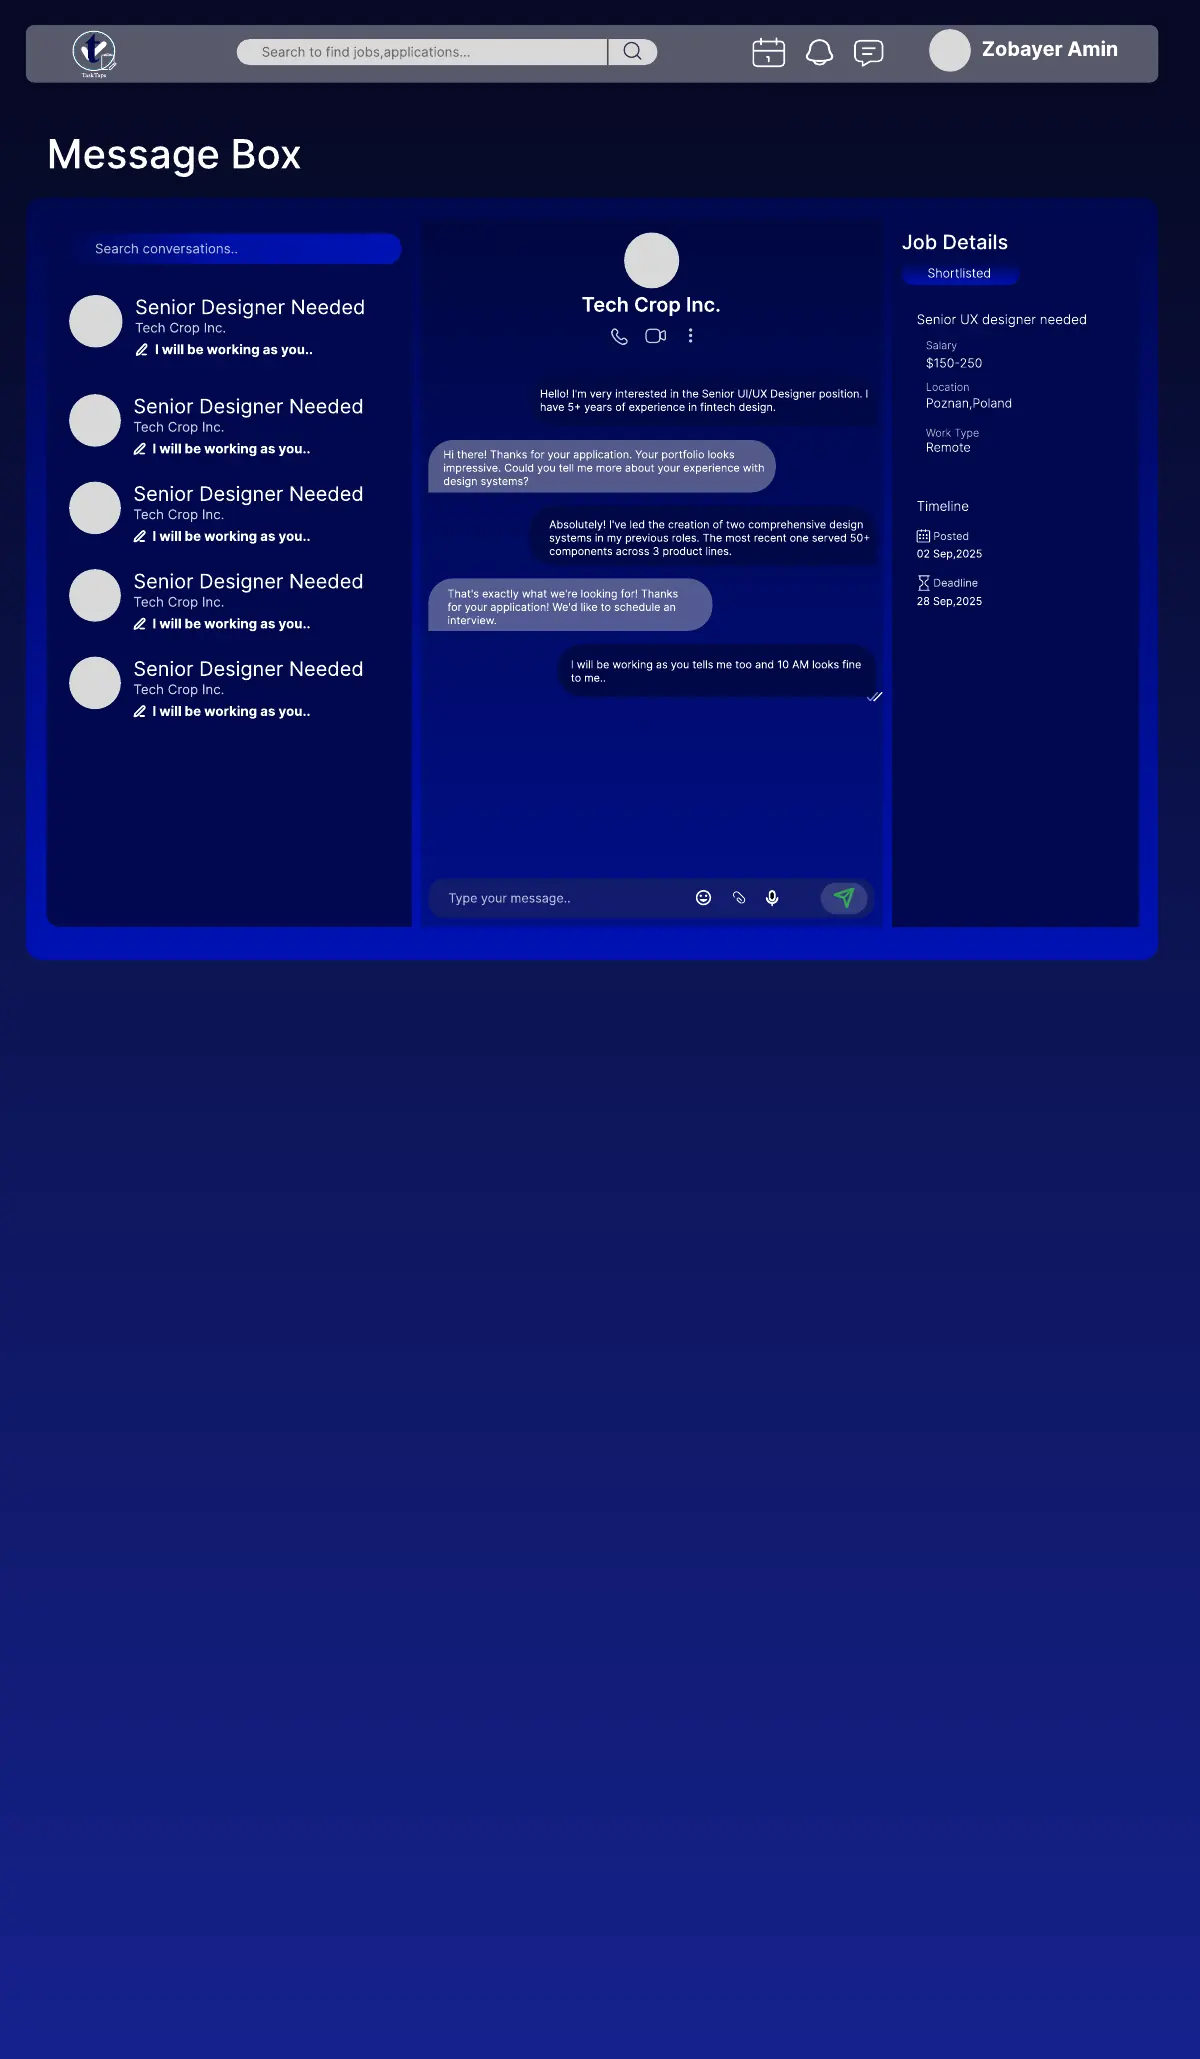 TaskTaps
Search to find jobs,applications...
1
Zobayer Amin
Message Box
Search conversations..
Senior Designer Needed
Tech Crop Inc.
I will be working as you..
Senior Designer Needed
Tech Crop Inc.
I will be working as you..
Senior Designer Needed
Tech Crop Inc.
I will be working as you..
Senior Designer Needed
Tech Crop Inc.
I will be working as you..
Senior Designer Needed
Tech Crop Inc.
I will be working as you..
Tech Crop Inc.
Hello! I'm very interested in the Senior UI/UX Designer position. I
have 5+ years of experience in fintech design.
Hi there! Thanks for your application. Your portfolio looks
impressive. Could you tell me more about your experience with
design systems?
Absolutely! I've led the creation of two comprehensive design
systems in my previous roles. The most recent one served 50+
components across 3 product lines.
That's exactly what we're looking for! Thanks
for your application! We'd like to schedule an
interview.
I will be working as you tells me too and 10 AM looks fine
to me..
Type your message..
Job Details
Shortlisted
Senior UX designer needed
Salary
$150-250
Location
Poznan,Poland
Work Type
Remote
Timeline
Posted
02 Sep,2025
Deadline
28 Sep,2025